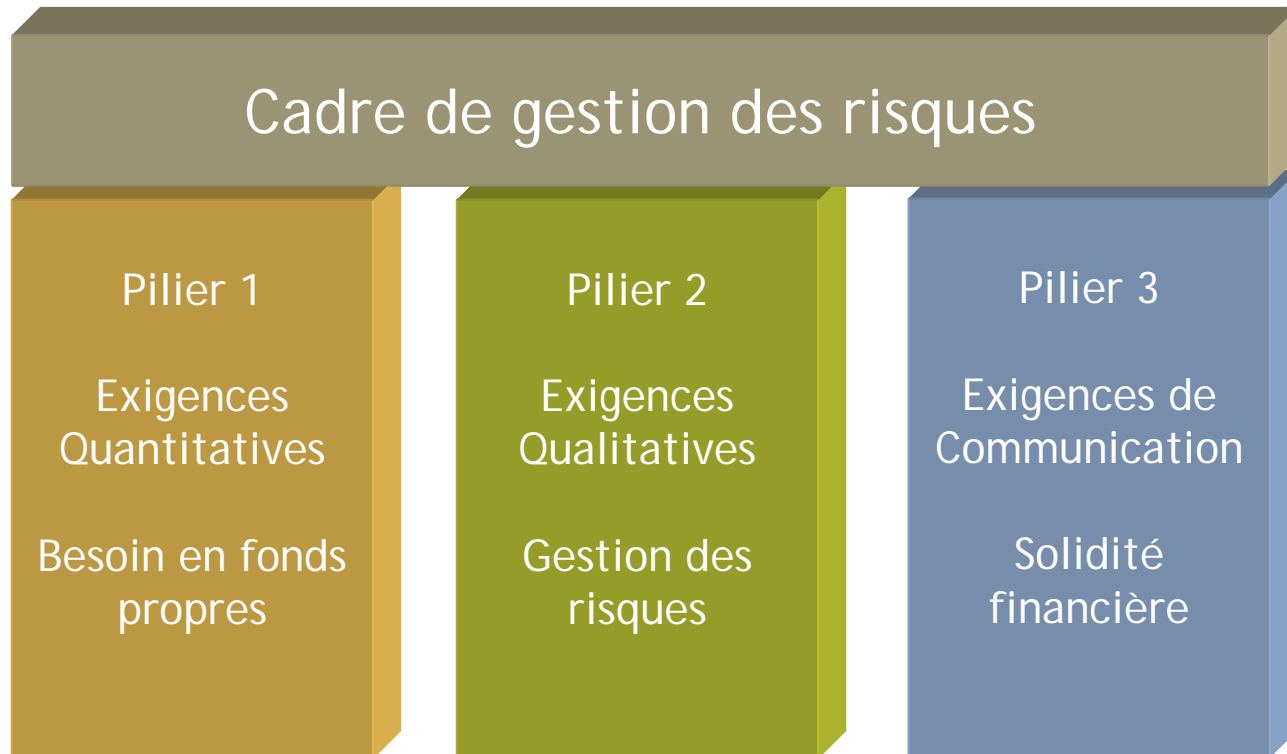 Cadre de gestion des risques
Pilier 1
Exigences
Quantitatives
Besoin en fonds
propres
Pilier 2
Exigences
Qualitatives
Gestion des
risques
Pilier 3
Exigences de
Communication
Solidité
financière